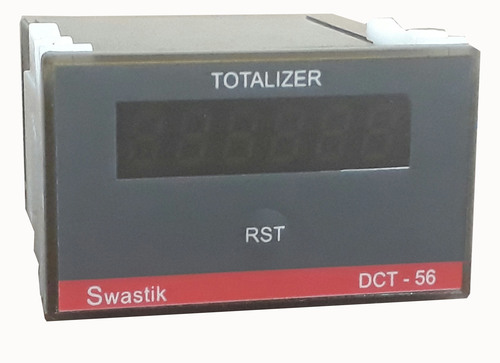 TOTALIZER
RST
Swastik DCT - 56